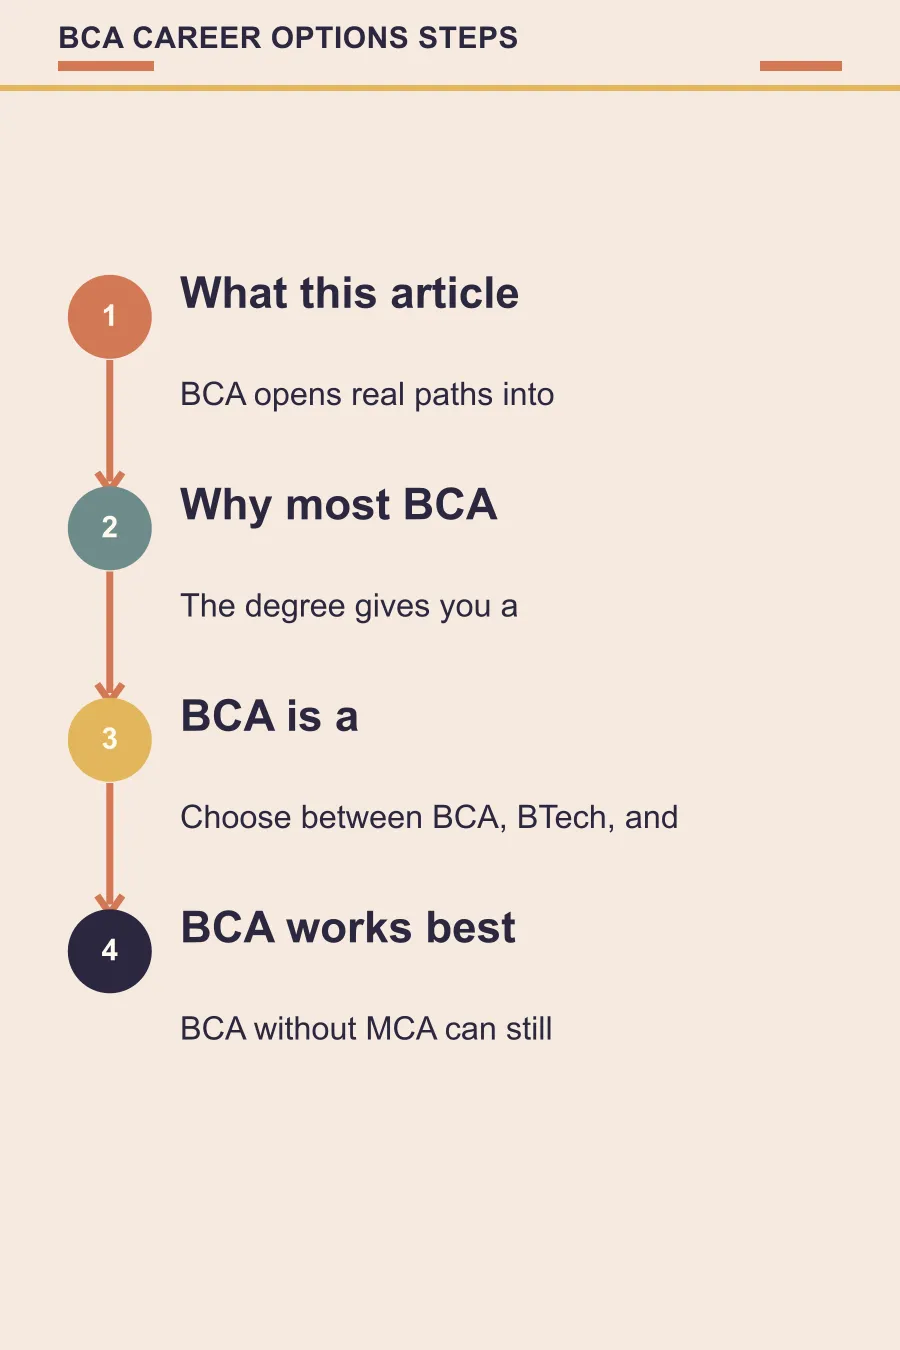 BCA CAREER OPTIONS STEPS
1
What this article
BCA opens real paths into
2
Why most BCA
The degree gives you a
3
BCA is a
Choose between BCA, BTech, and
4
BCA works best
BCA without MCA can still